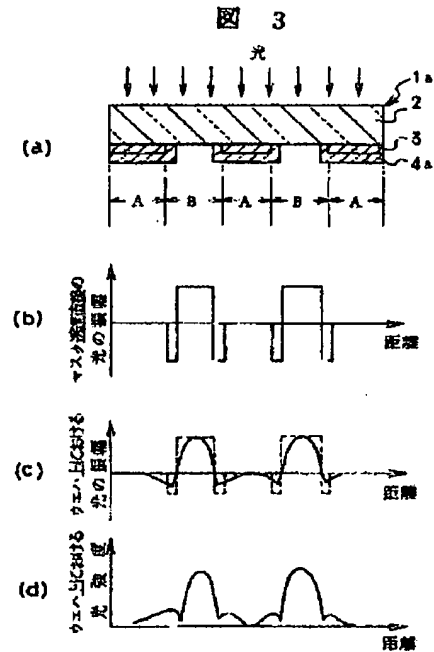 図 3
光
1a
2
3
4a
(a)
A B A B A
(b)
マスク透過直後の
光の振幅
距離
(c)
ウエハ上における
光の振幅
距離
(d)
ウエハ上における
光強度
距離